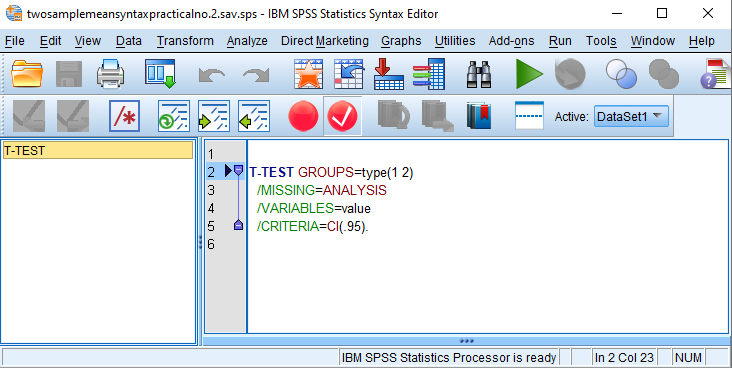 twosamplemeansyntaxpracticalno.2.sav.sps - IBM SPSS Statistics Syntax Editor
File Edit View Data Transform Analyze Direct Marketing Graphs Utilities Add-ons Run Tools Window Help
/* Active: DataSet1
T-TEST
1
2 T-TEST GROUPS=type(1 2)
3 /MISSING=ANALYSIS
4 /VARIABLES=value
5 /CRITERIA=CI(.95).
6
IBM SPSS Statistics Processor is ready In 2 Col 23 NUM